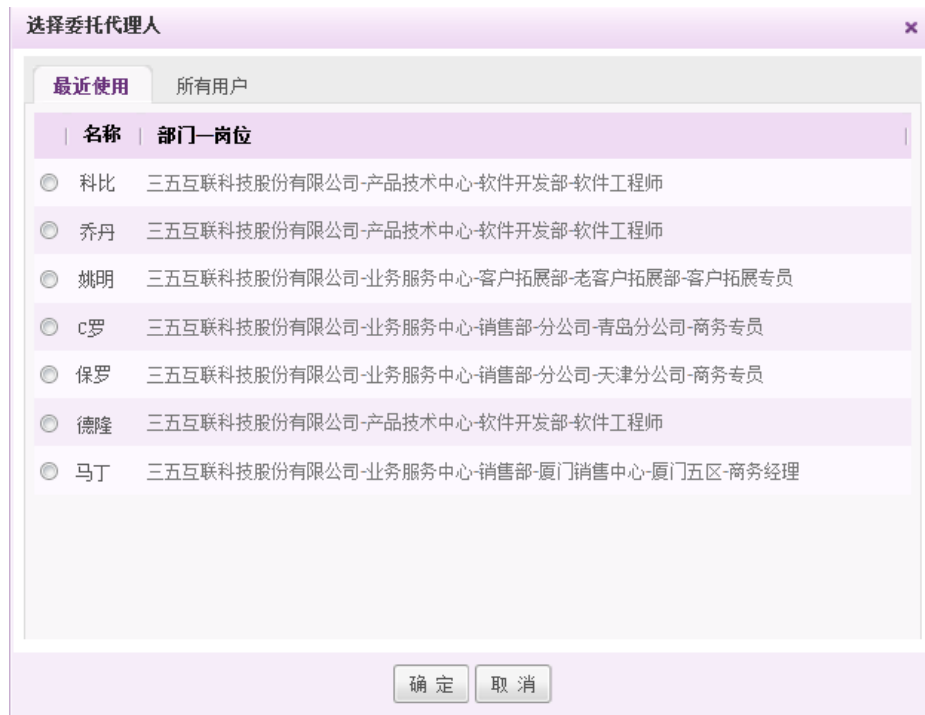 选择委托代理人
最近使用 所有用户
名称 部门—岗位
科比 三五互联科技股份有限公司-产品技术中心-软件开发部-软件工程师
乔丹 三五互联科技股份有限公司-产品技术中心-软件开发部-软件工程师
姚明 三五互联科技股份有限公司-业务服务中心-客户拓展部-老客户拓展部-客户拓展专员
C罗 三五互联科技股份有限公司-业务服务中心-销售部-分公司-青岛分公司-商务专员
保罗 三五互联科技股份有限公司-业务服务中心-销售部-分公司-天津分公司-商务专员
德隆 三五互联科技股份有限公司-产品技术中心-软件开发部-软件工程师
马丁 三五互联科技股份有限公司-业务服务中心-销售部-厦门销售中心-厦门五区-商务经理
确 定 取 消